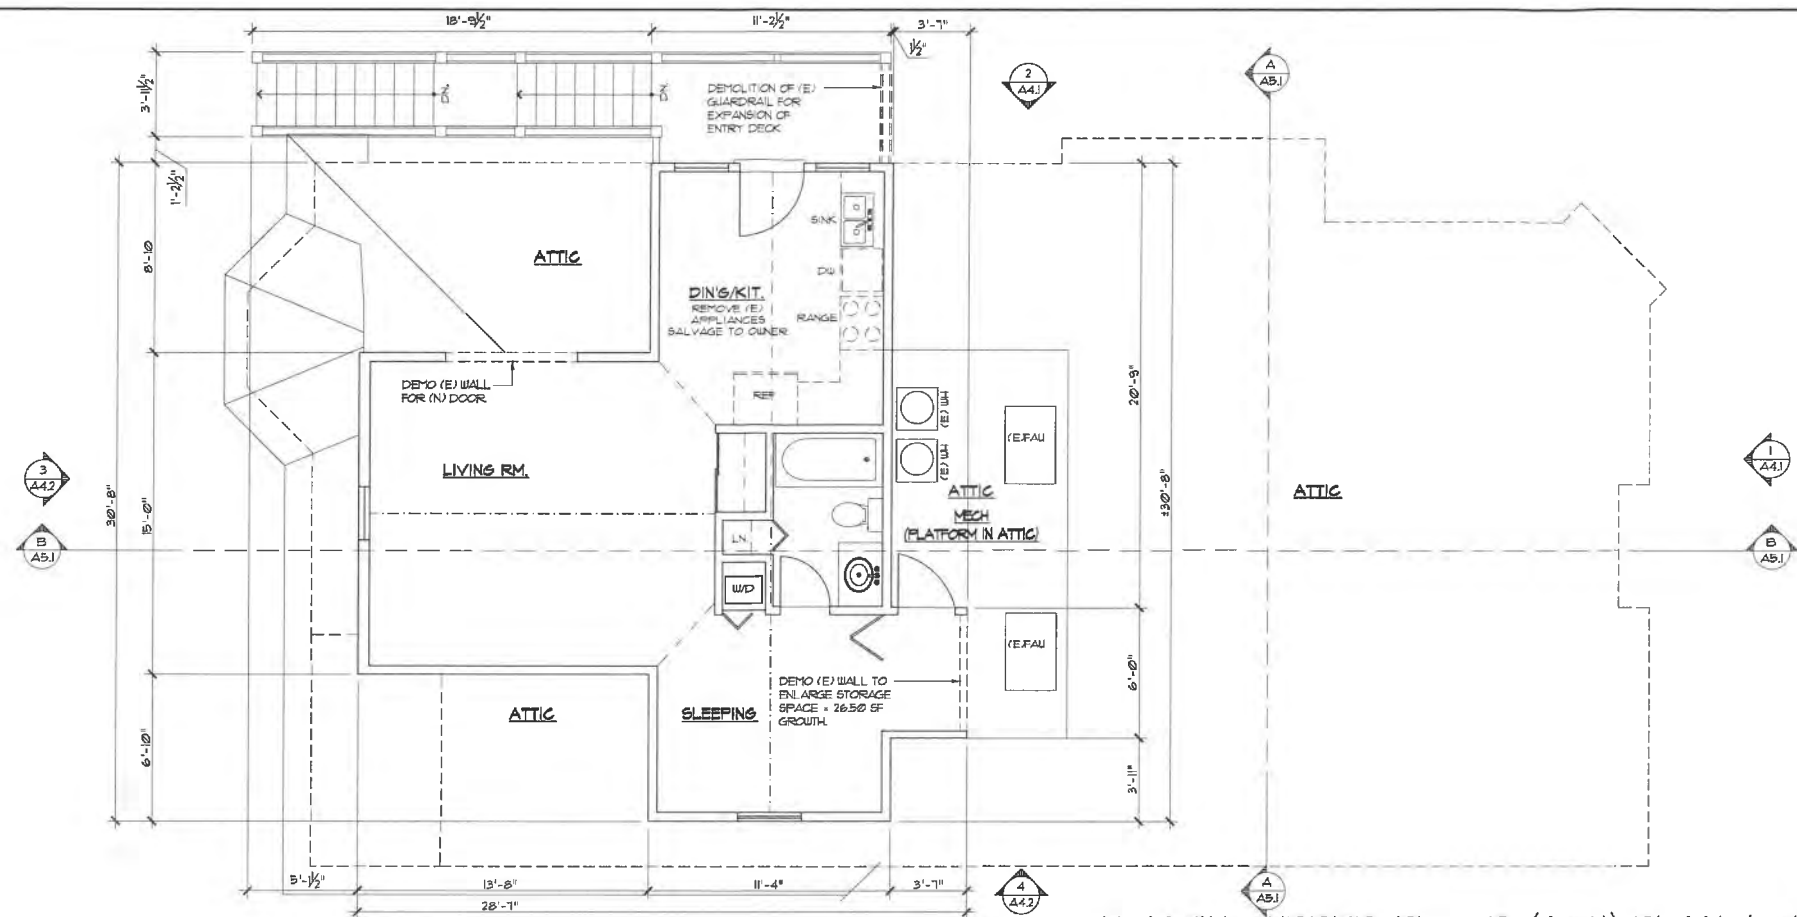 18'-9½"
11'-2½"
3'-7"
1½"
3'-11½"
DN.
DN.
DEMOLITION OF (E)
GUARDRAIL FOR
EXPANSION OF
ENTRY DECK
2
A4.1
A
A5.1
1'-2½"
8'-10
ATTIC
SINK
DW
DIN'G/KIT.
REMOVE (E)
APPLIANCES
SALVAGE TO OWNER
RANGE
REF
DEMO (E) WALL
FOR (N) DOOR
20'-9"
(E) WH
(E) WH
(E)FAU
3
A4.2
LIVING RM.
30'-8"
15'-0"
±30'-8"
ATTIC
MECH
(PLATFORM IN ATTIC)
ATTIC
1
A4.1
B
A5.1
LN.
B
A5.1
W/D
(E)FAU
DEMO (E) WALL TO
ENLARGE STORAGE
SPACE = 26.50 SF
GROWTH.
6'-0"
ATTIC
SLEEPING
6'-10"
3'-11"
5'-1½"
13'-8"
11'-4"
3'-7"
28'-7"
4
A4.2
A
A5.1